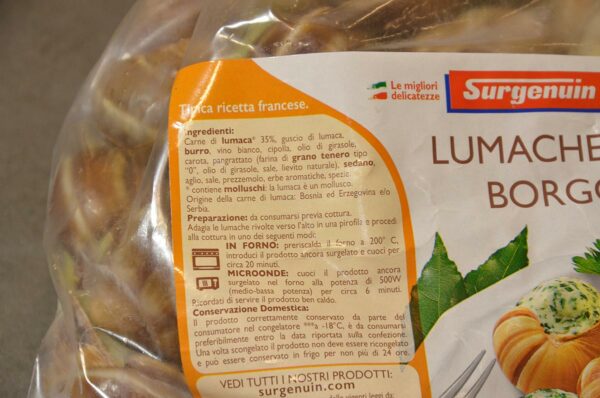 Tipica ricetta francese.
Ingredienti:
Carne di lumaca* 35%, guscio di lumaca,
burro, vino bianco, cipolla, olio di girasole,
carota, pangrattato (farina di grano tenero tipo
"0", olio di girasole, sale, lievito naturale), sedano,
aglio, sale, prezzemolo, erbe aromatiche, spezie.
* contiene molluschi: la lumaca è un mollusco.
Origine della carne di lumaca: Bosnia ed Erzegovina e/o
Serbia.
Preparazione: da consumarsi previa cottura.
Adagia le lumache rivolte verso l'alto in una pirofila e procedi
alla cottura in uno dei seguenti modi:
IN FORNO: preriscalda il forno a 200° C,
introduci il prodotto ancora surgelato e cuoci per
circa 20 minuti.
MICROONDE: cuoci il prodotto ancora
surgelato nel forno alla potenza di 500W
(medio-bassa potenza) per circa 6 minuti.
Ricordati di servire il prodotto ben caldo.
Conservazione Domestica:
Il prodotto correttamente conservato da parte del
consumatore nel congelatore ***a -18°C, è da consumarsi
preferibilmente entro la data riportata sulla confezione.
Una volta scongelato il prodotto non deve essere ricongelato
e può essere conservato in frigo per non più di 24 ore.
VEDI TUTTI I NOSTRI PRODOTTI:
surgenuin.com
Le migliori
delicatezze
Surgenuin
LUMACHE
BORGO